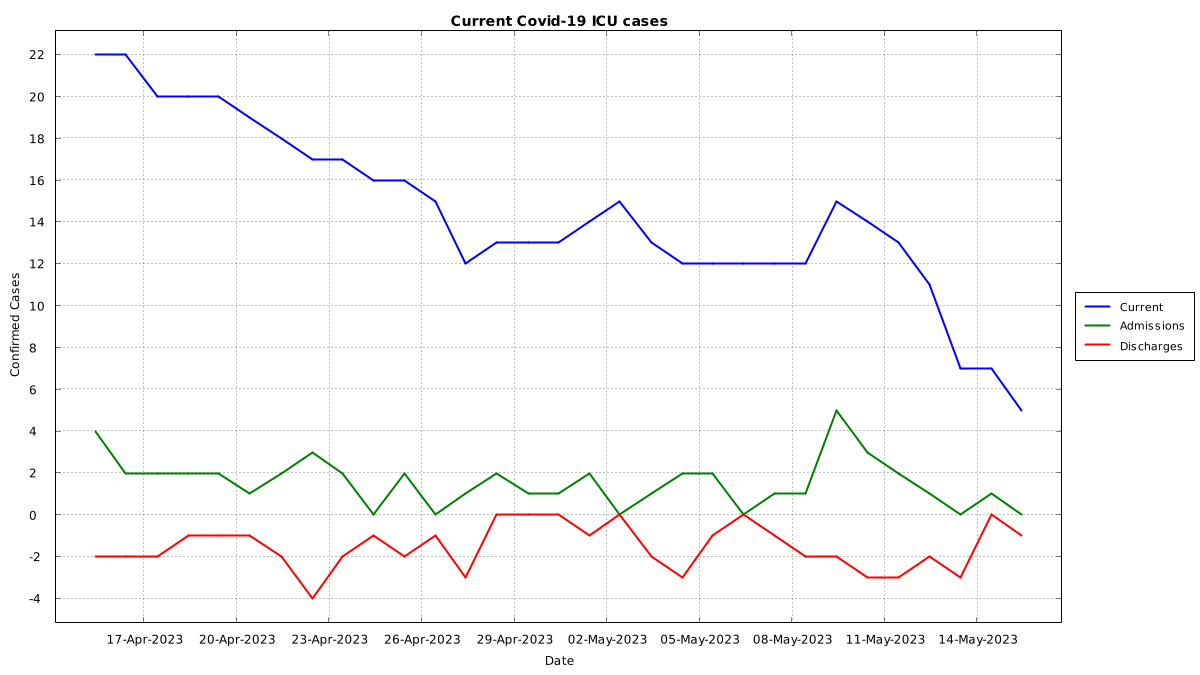 Current Covid-19 ICU cases
22
20
18
16
14
12
10
8
6
4
2
0
-2
-4
Confirmed Cases
17-Apr-2023 20-Apr-2023 23-Apr-2023 26-Apr-2023 29-Apr-2023 02-May-2023 05-May-2023 08-May-2023 11-May-2023 14-May-2023
Date
Current
Admissions
Discharges